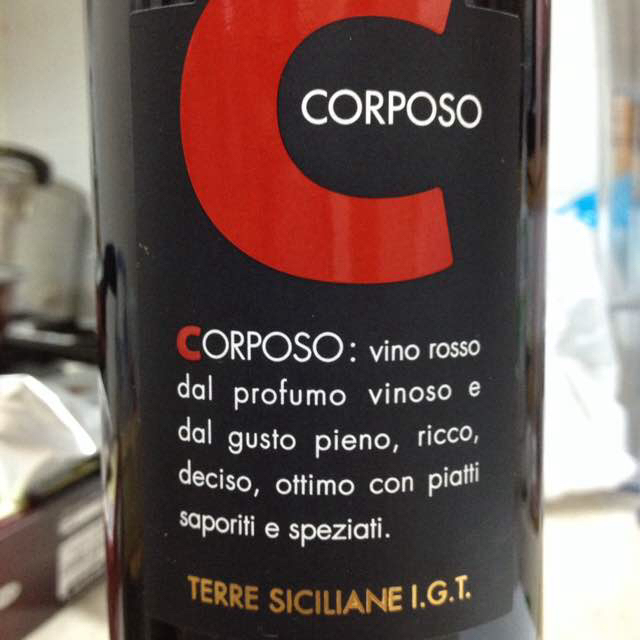 C
CORPOSO
CORPOSO: vino rosso
dal profumo vinoso e
dal gusto pieno, ricco,
deciso, ottimo con piatti
saporiti e speziati.
TERRE SICILIANE I.G.T.